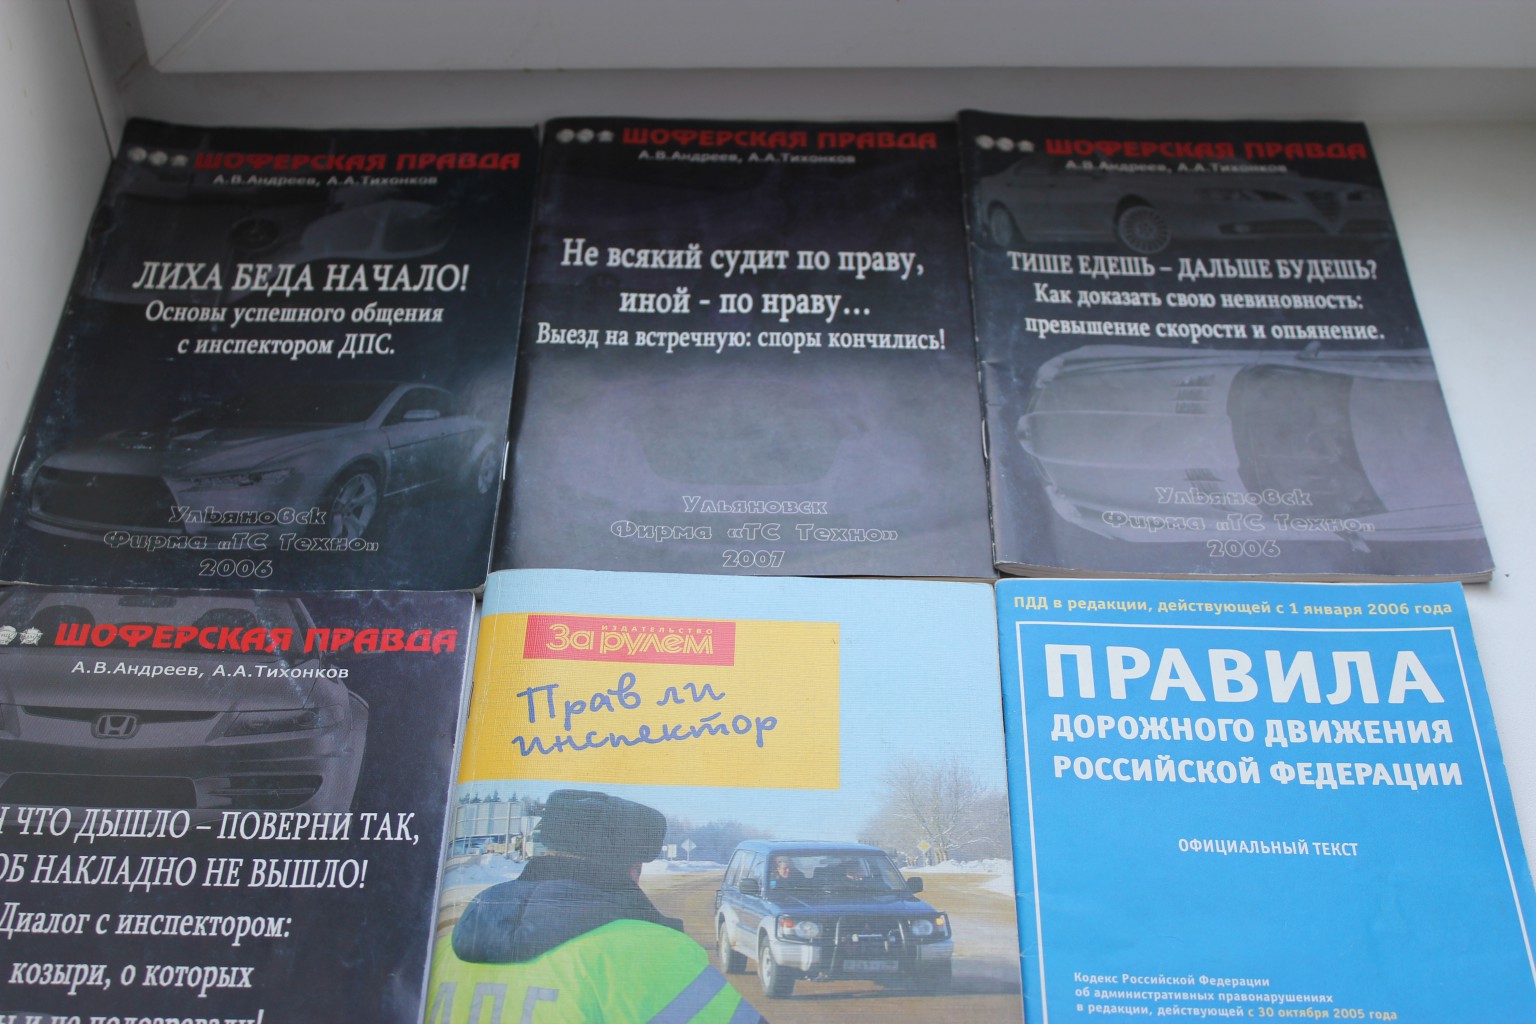 ШОФЕРСКАЯ ПРАВДА
А.В.Андреев, А.А.Тихонков
ЛИХА БЕДА НАЧАЛО!
Основы успешного общения
с инспектором ДПС.
Ульяновск
Фирма «ТС Техно»
2006
ШОФЕРСКАЯ ПРАВДА
А.В.Андреев, А.А.Тихонков
Не всякий судит по праву,
иной - по нраву...
Выезд на встречную: споры кончились!
Ульяновск
Фирма «ТС Техно»
2007
ШОФЕРСКАЯ ПРАВДА
А.В.Андреев, А.А.Тихонков
ТИШЕ ЕДЕШЬ – ДАЛЬШЕ БУДЕШЬ?
Как доказать свою невиновность:
превышение скорости и опьянение.
Ульяновск
Фирма «ТС Техно»
2006
ШОФЕРСКАЯ ПРАВДА
А.В.Андреев, А.А.Тихонков
ЧТО ДЫШЛО – ПОВЕРНИ ТАК,
НАКЛАДНО НЕ ВЫШЛО!
Диалог с инспектором:
козыри, о которых
и не подозревали!
ИЗДАТЕЛЬСТВО
За рулем
Прав ли
инспектор
ДПС
ПДД в редакции, действующей с 1 января 2006 года
ПРАВИЛА
ДОРОЖНОГО ДВИЖЕНИЯ
РОССИЙСКОЙ ФЕДЕРАЦИИ
ОФИЦИАЛЬНЫЙ ТЕКСТ
Кодекс Российской Федерации
об административных правонарушениях
в редакции, действующей с 30 октября 2005 года